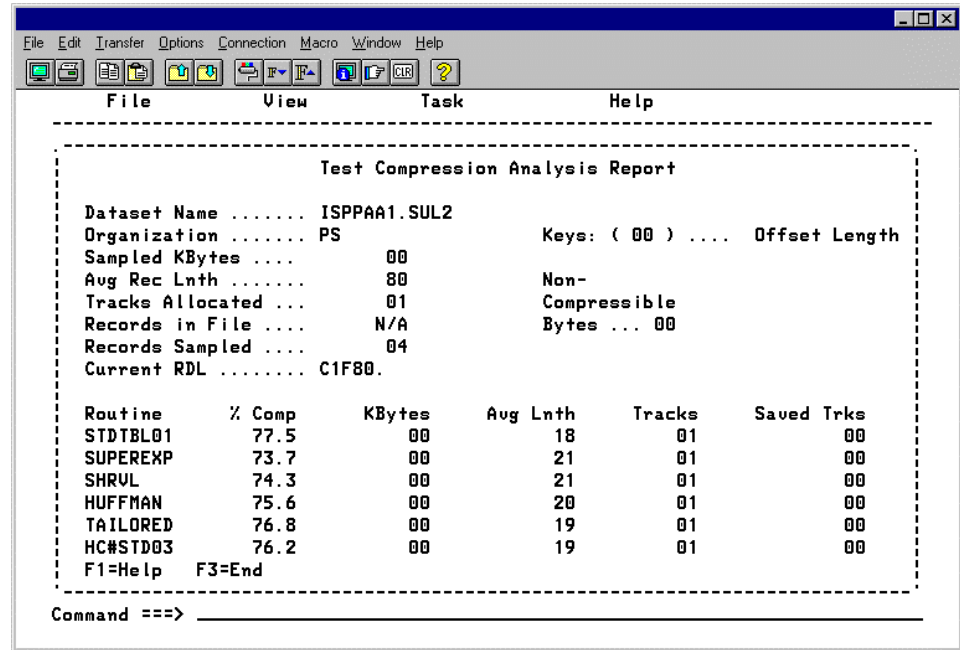 File Edit Transfer Options Connection Macro Window Help
CLR
File View Task Help
Test Compression Analysis Report
Dataset Name ....... ISPPAA1.SUL2
Organization ....... PS Keys: ( 00 ) .... Offset Length
Sampled KBytes .... 00
Avg Rec Lnth ....... 80 Non-
Tracks Allocated ... 01 Compressible
Records in File .... N/A Bytes ... 00
Records Sampled .... 04
Current RDL ........ C1F80.
Routine % Comp KBytes Avg Lnth Tracks Saved Trks
STDTBL01 77.5 00 18 01 00
SUPEREXP 73.7 00 21 01 00
SHRVL 74.3 00 21 01 00
HUFFMAN 75.6 00 20 01 00
TAILORED 76.8 00 19 01 00
HC#STD03 76.2 00 19 01 00
F1=Help F3=End
Command ===>